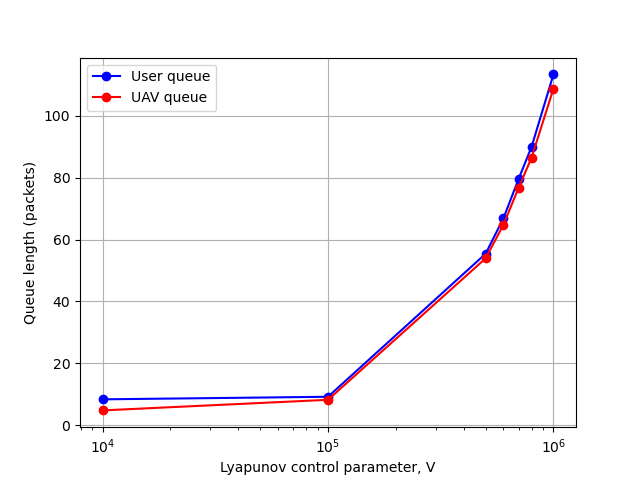 User queue
UAV queue
100
80
60
40
20
0
Queue length (packets)
10⁴
10⁵
10⁶
Lyapunov control parameter, V